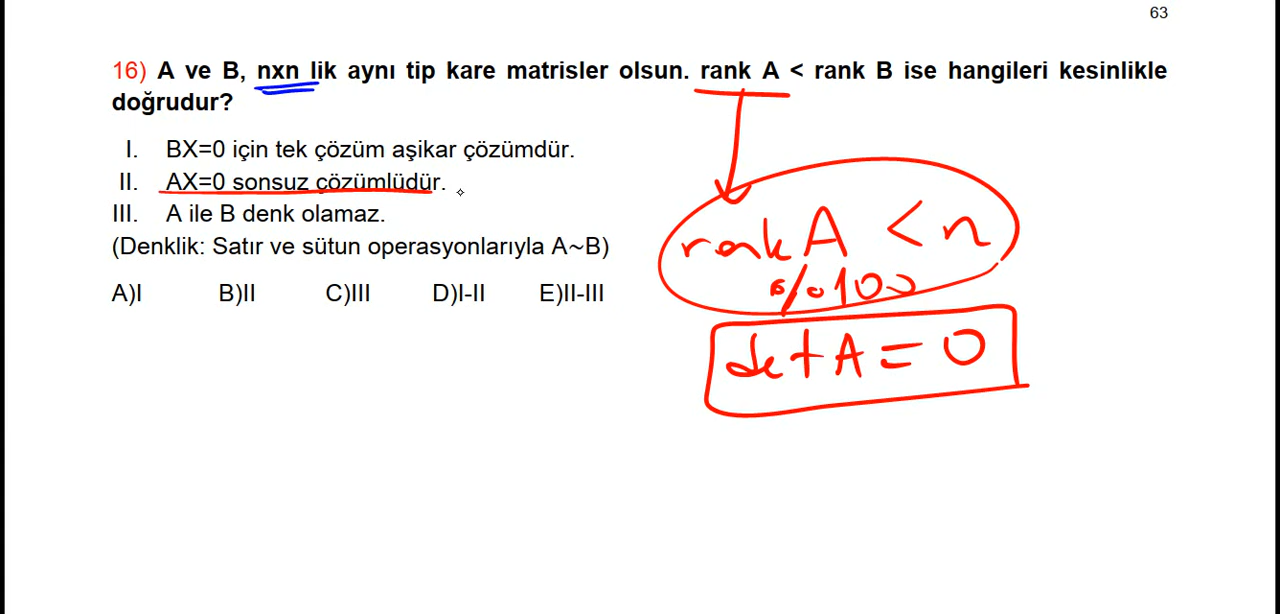 63
16) A ve B, nxn lik aynı tip kare matrisler olsun. rank A < rank B ise hangileri kesinlikle
doğrudur?
I. BX=0 için tek çözüm aşikar çözümdür.
II. AX=0 sonsuz çözümlüdür.
III. A ile B denk olamaz.
(Denklik: Satır ve sütun operasyonlarıyla A~B)
A)I B)II C)III D)I-II E)II-III
rank A < n
%100
det A = 0